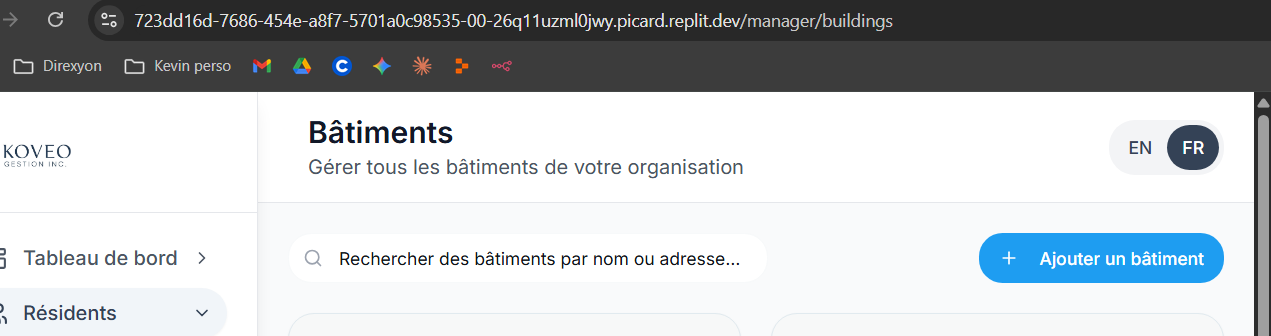 723dd16d-7686-454e-a8f7-5701a0c98535-00-26q11uzml0jwy.picard.replit.dev/manager/buildings
Direxyon
Kevin perso
KOVEO
GESTION INC.
Bâtiments
Gérer tous les bâtiments de votre organisation
EN
FR
Tableau de bord
Rechercher des bâtiments par nom ou adresse...
Ajouter un bâtiment
Résidents